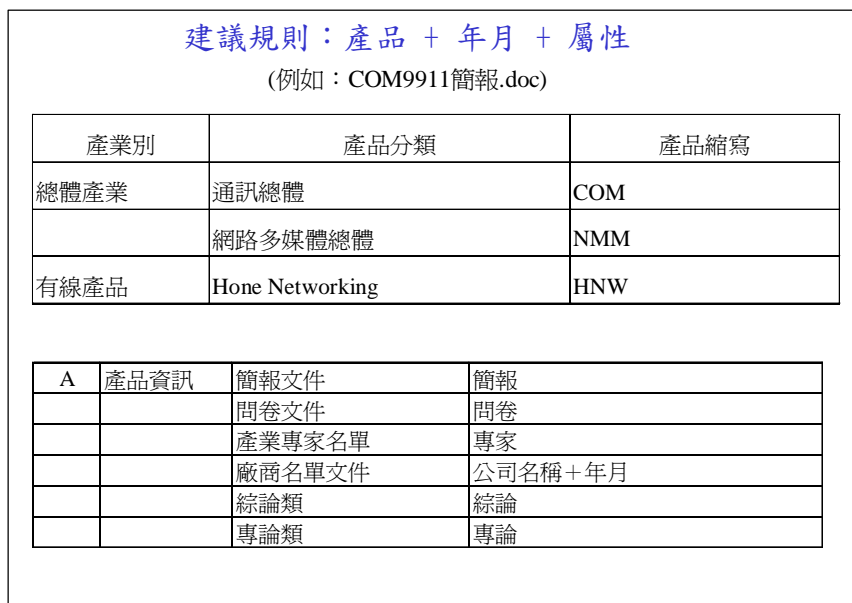 建議規則：產品 + 年月 + 屬性
(例如：COM9911簡報.doc)
產業別 產品分類 產品縮寫
總體產業 通訊總體 COM
網路多媒體總體 NMM
有線產品 Hone Networking HNW
A 產品資訊 簡報文件 簡報
問卷文件 問卷
產業專家名單 專家
廠商名單文件 公司名稱＋年月
綜論類 綜論
專論類 專論